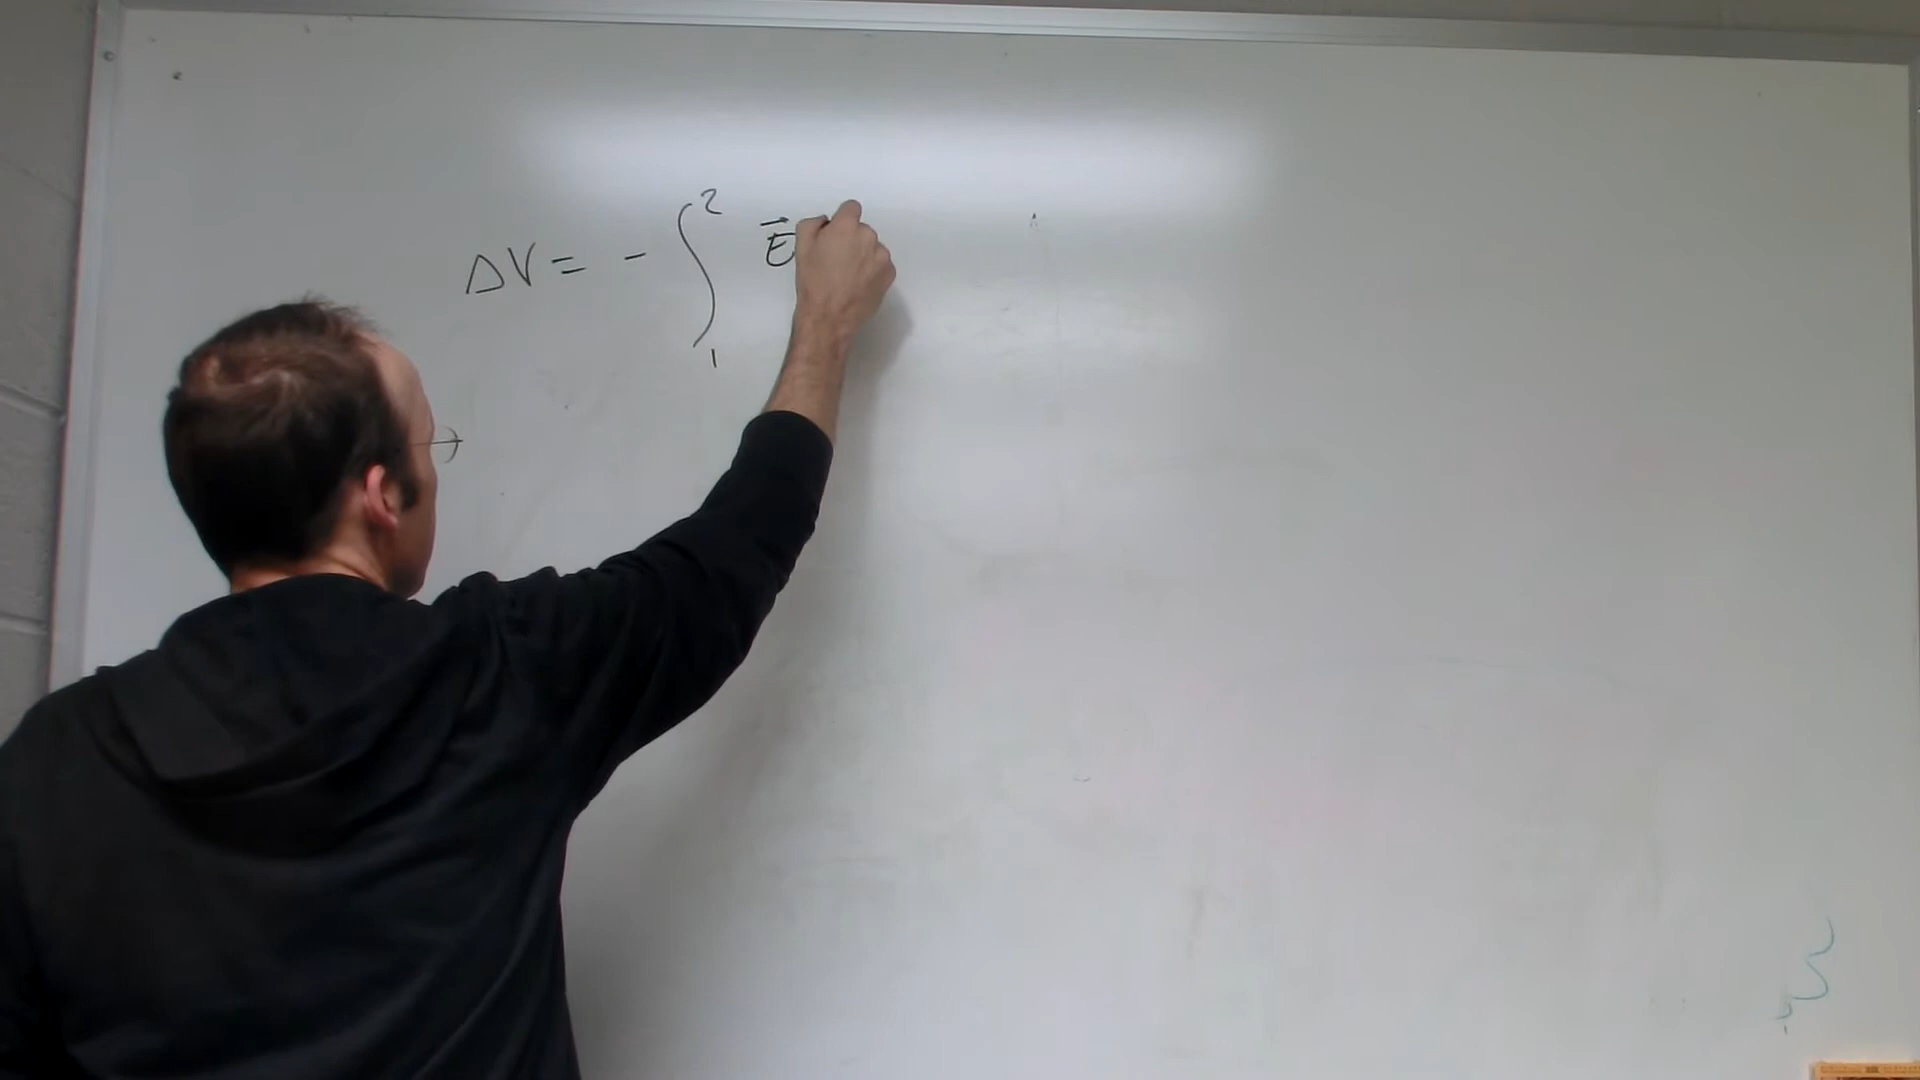 ΔV = - ∫₁² E⃗